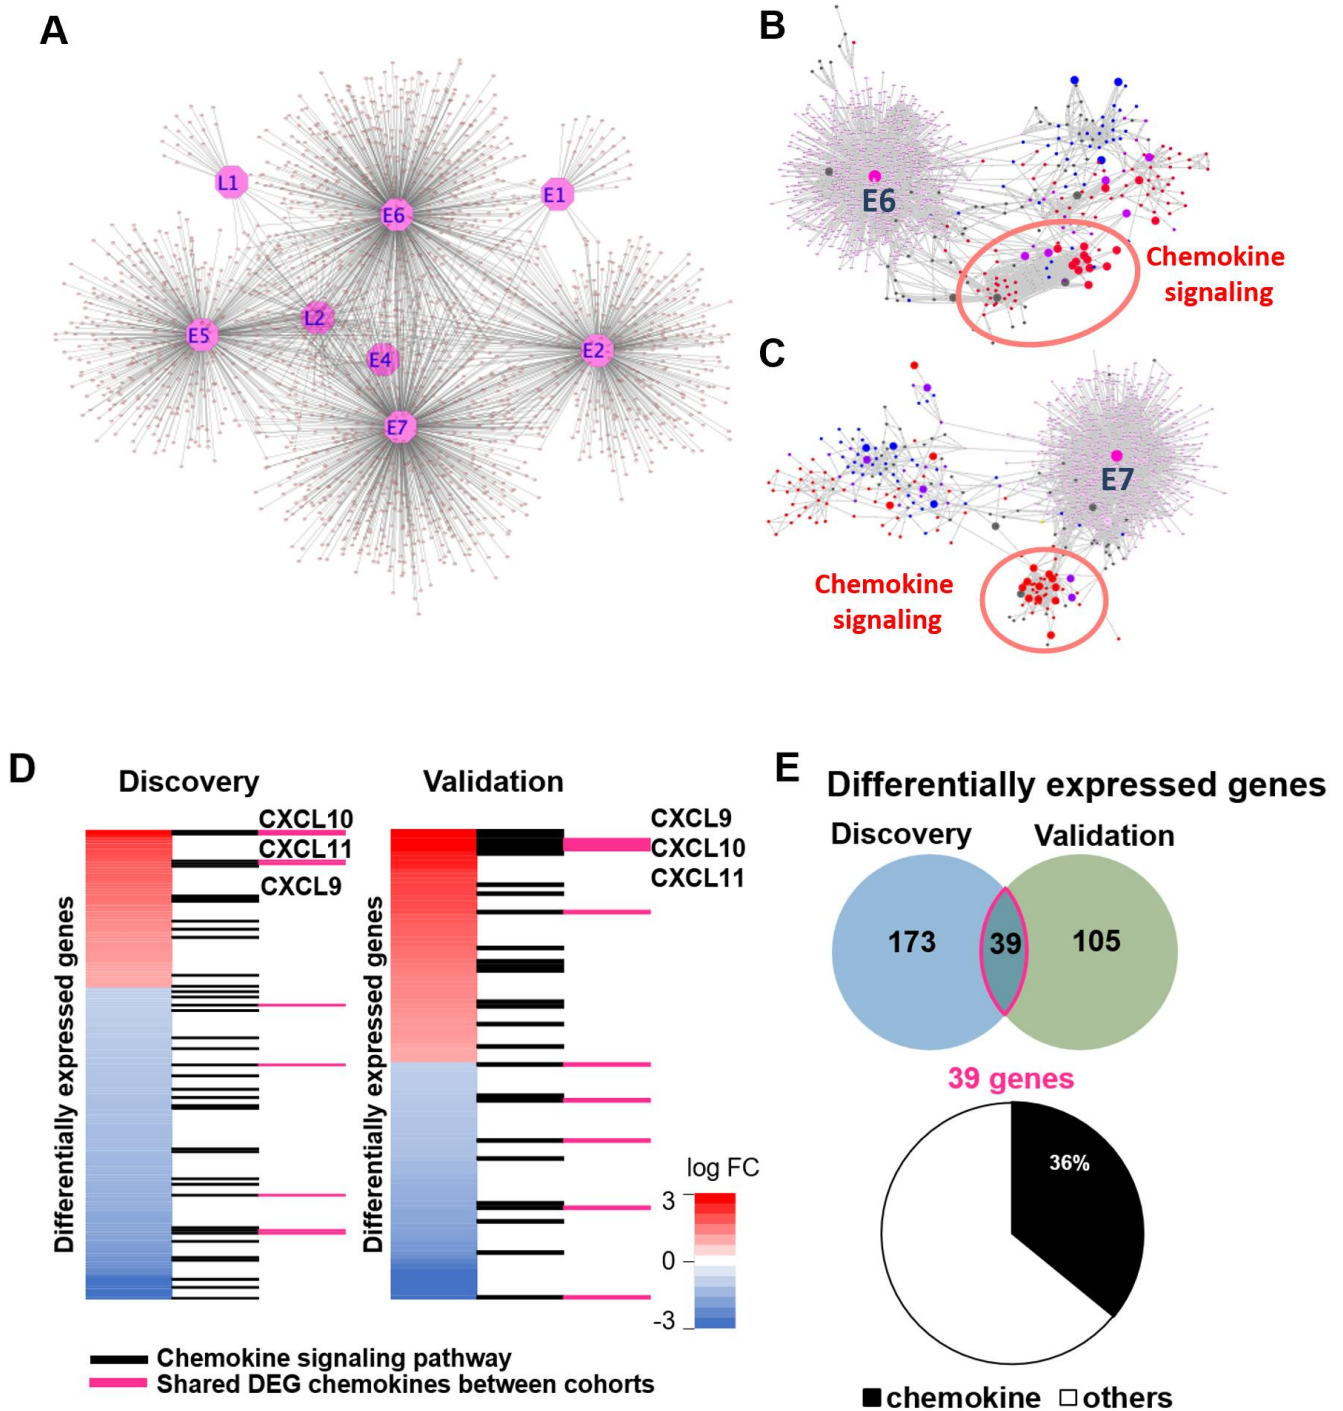 A
L1
E6
E1
E5
L2
E4
E2
E7
B
E6
Chemokine
signaling
C
E7
Chemokine
signaling
D
Discovery
Validation
Differentially expressed genes
CXCL10
CXCL11
CXCL9
Differentially expressed genes
CXCL9
CXCL10
CXCL11
log FC
3
0
-3
Chemokine signaling pathway
Shared DEG chemokines between cohorts
E
Differentially expressed genes
Discovery
Validation
173
39
105
39 genes
36%
chemokine
others